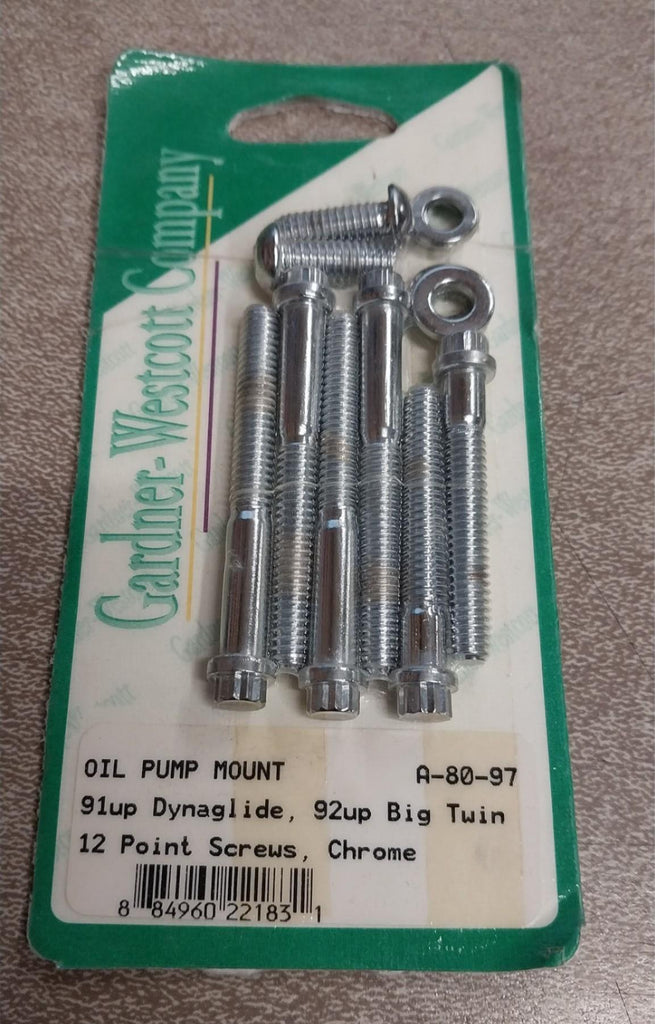 Gardner-Westcott Company
OIL PUMP MOUNT A-80-97
91up Dynaglide, 92up Big Twin
12 Point Screws, Chrome
8 84960 22183 1